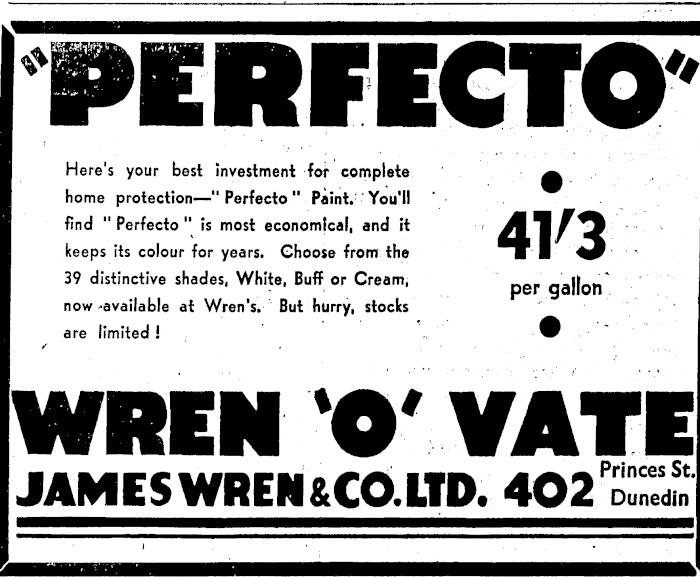 "PERFECTO"
Here's your best investment for complete
home protection—"Perfecto" Paint. You'll
find "Perfecto" is most economical, and it
keeps its colour for years. Choose from the
39 distinctive shades, White, Buff or Cream,
now available at Wren's. But hurry, stocks
are limited!
41/3
per gallon
WREN 'O' VATE
JAMES WREN & CO. LTD. 402 Princes St.
Dunedin